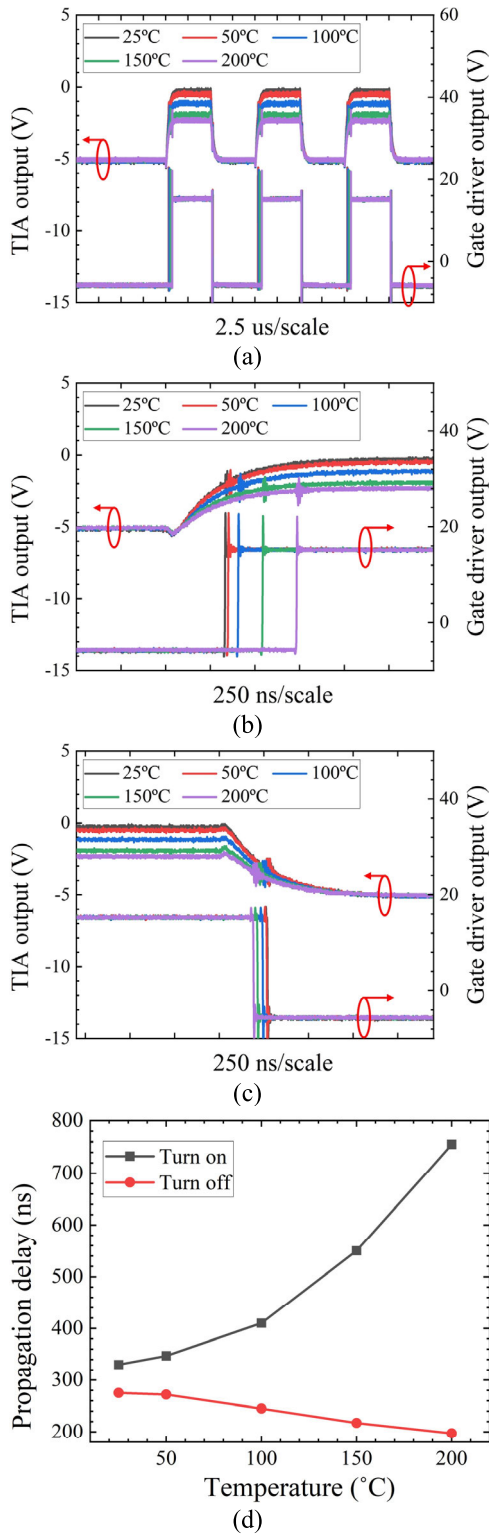 25ºC 50ºC 100ºC
150ºC 200ºC
TIA output (V)
5
0
-5
-10
-15
Gate driver output (V)
60
40
20
0
2.5 us/scale
(a)
25ºC 50ºC 100ºC
150ºC 200ºC
TIA output (V)
5
0
-5
-10
-15
Gate driver output (V)
40
20
0
250 ns/scale
(b)
25ºC 50ºC 100ºC
150ºC 200ºC
TIA output (V)
5
0
-5
-10
-15
Gate driver output (V)
40
20
0
250 ns/scale
(c)
Turn on
Turn off
Propagation delay (ns)
800
700
600
500
400
300
200
50 100 150 200
Temperature (˚C)
(d)